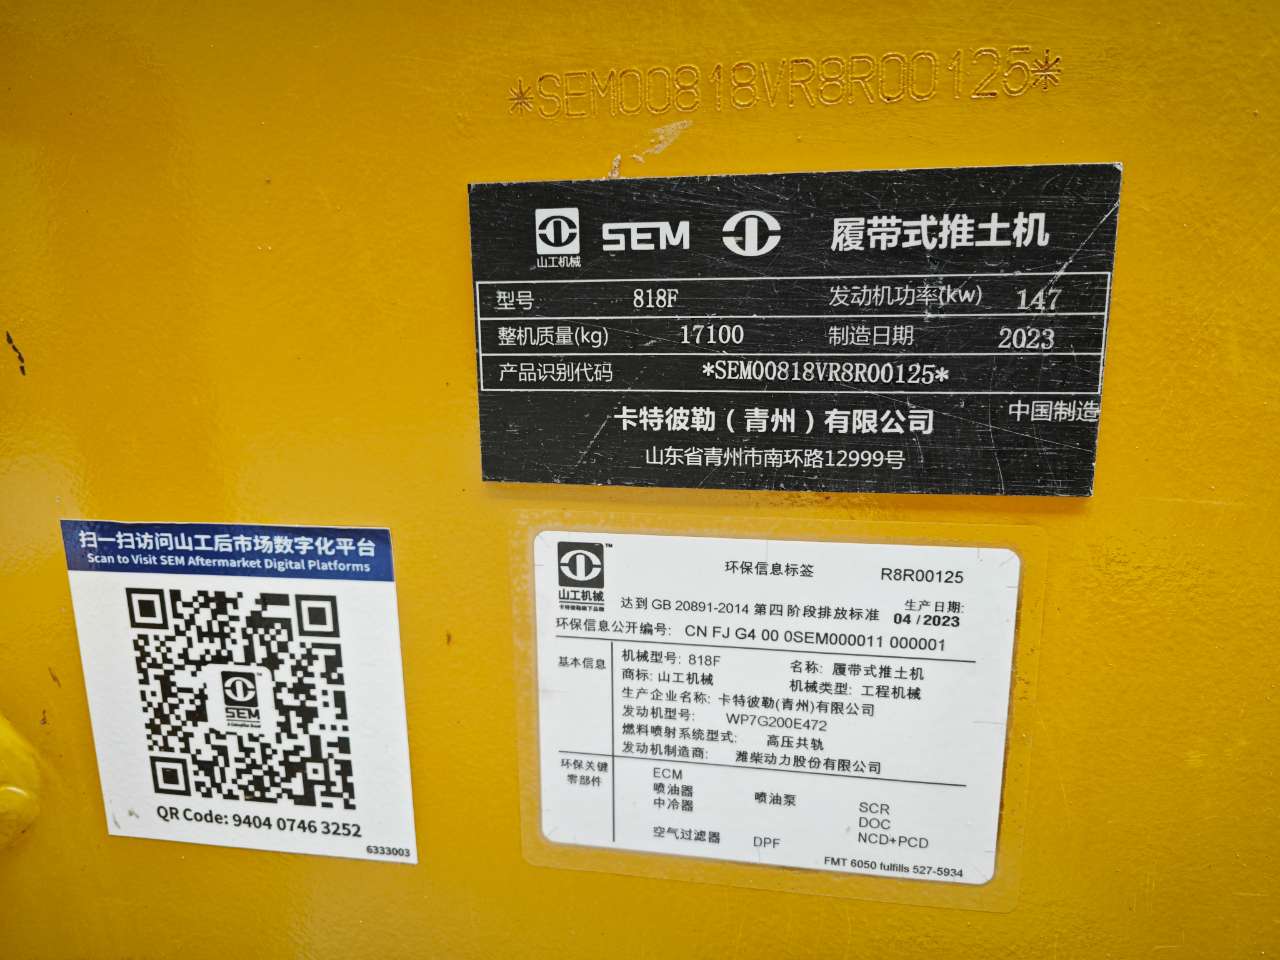 *SEM00818VR8R00125*
山工机械
SEM
履带式推土机
型号 818F 发动机功率(kw) 147
整机质量(kg) 17100 制造日期 2023
产品识别代码 *SEM00818VR8R00125*
卡特彼勒（青州）有限公司 中国制造
山东省青州市南环路12999号
扫一扫访问山工后市场数字化平台
Scan to Visit SEM Aftermarket Digital Platforms
SEM
QR Code: 9404 0746 3252
6333003
TM
山工机械
环保信息标签 R8R00125
达到 GB 20891-2014 第四阶段排放标准 生产日期:
04 / 2023
环保信息公开编号: CN FJ G4 00 0SEM000011 000001
基本信息
机械型号: 818F 名称: 履带式推土机
商标: 山工机械 机械类型: 工程机械
生产企业名称: 卡特彼勒(青州)有限公司
发动机型号: WP7G200E472
燃料喷射系统型式: 高压共轨
发动机制造商: 潍柴动力股份有限公司
环保关键
零部件
ECM
喷油器 喷油泵 SCR
中冷器 DOC
空气过滤器 DPF NCD+PCD
FMT 6050 fulfills 527-5934